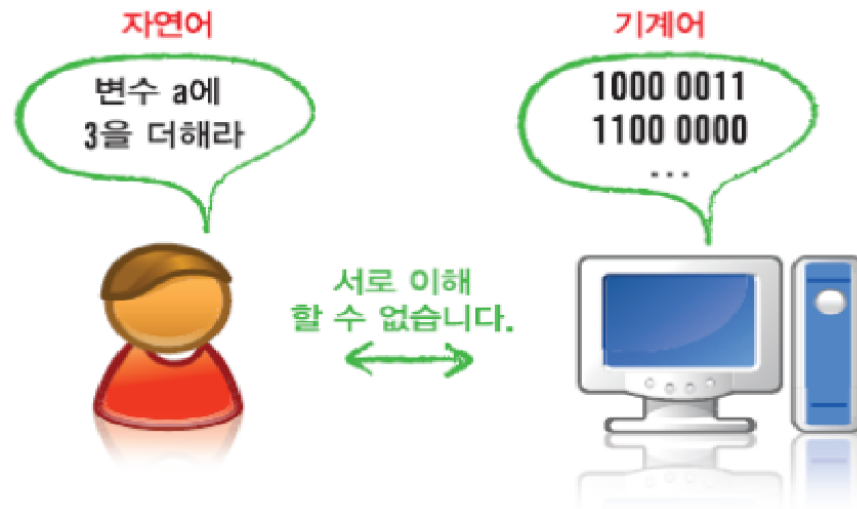 자연어
변수 a에
3을 더해라
기계어
1000 0011
1100 0000
...
서로 이해
할 수 없습니다.